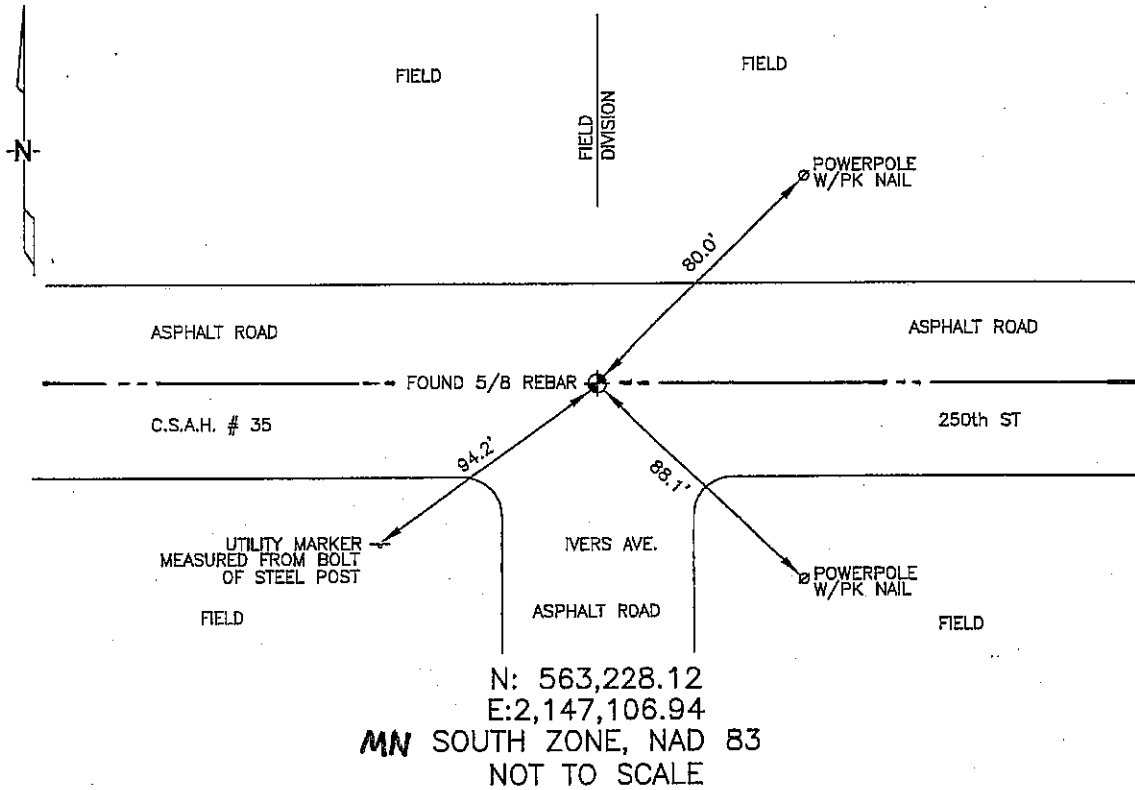 FIELD
FIELD
FIELD
DIVISION
N
POWERPOLE
W/PK NAIL
80.0'
ASPHALT ROAD
ASPHALT ROAD
FOUND 5/8 REBAR
C.S.A.H. # 35
250th ST
94.2'
88.1'
UTILITY MARKER
MEASURED FROM BOLT
OF STEEL POST
IVERS AVE.
POWERPOLE
W/PK NAIL
FIELD
ASPHALT ROAD
FIELD
N: 563,228.12
E:2,147,106.94
MN SOUTH ZONE, NAD 83
NOT TO SCALE